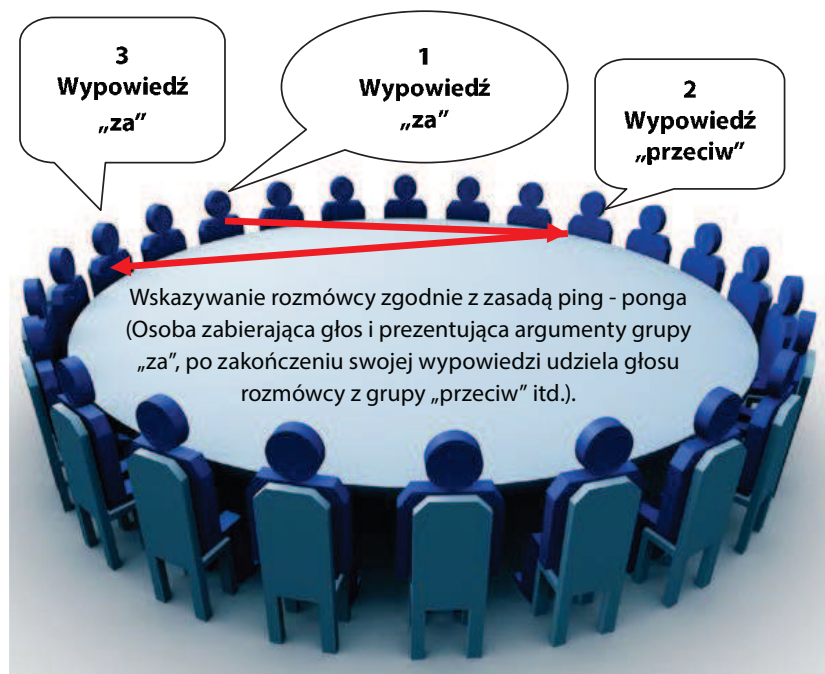 3
Wypowiedź
„za”
1
Wypowiedź
„za”
2
Wypowiedź
„przeciw”
Wskazywanie rozmówcy zgodnie z zasadą ping - ponga
(Osoba zabierająca głos i prezentująca argumenty grupy
„za”, po zakończeniu swojej wypowiedzi udziela głosu
rozmówcy z grupy „przeciw” itd.).